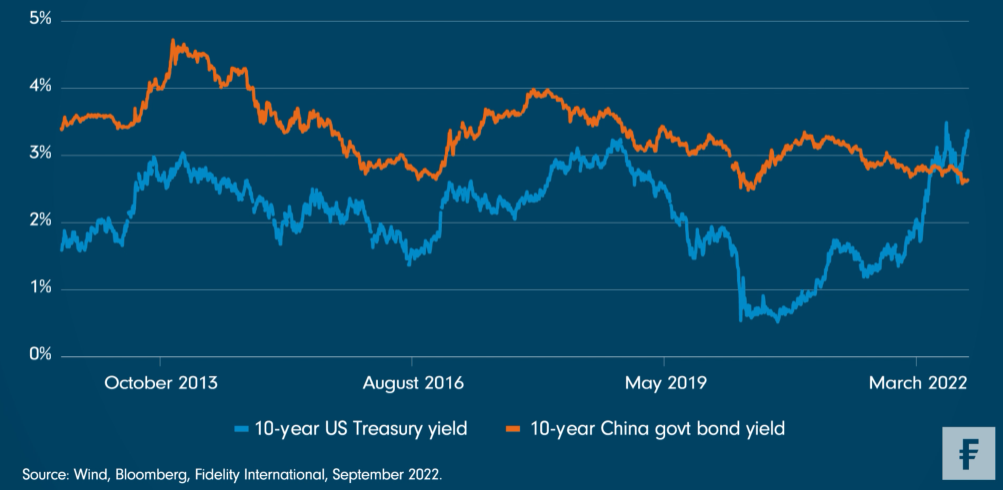 5%
4%
3%
2%
1%
0%
October 2013 August 2016 May 2019 March 2022
10-year US Treasury yield 10-year China govt bond yield
F
Source: Wind, Bloomberg, Fidelity International, September 2022.